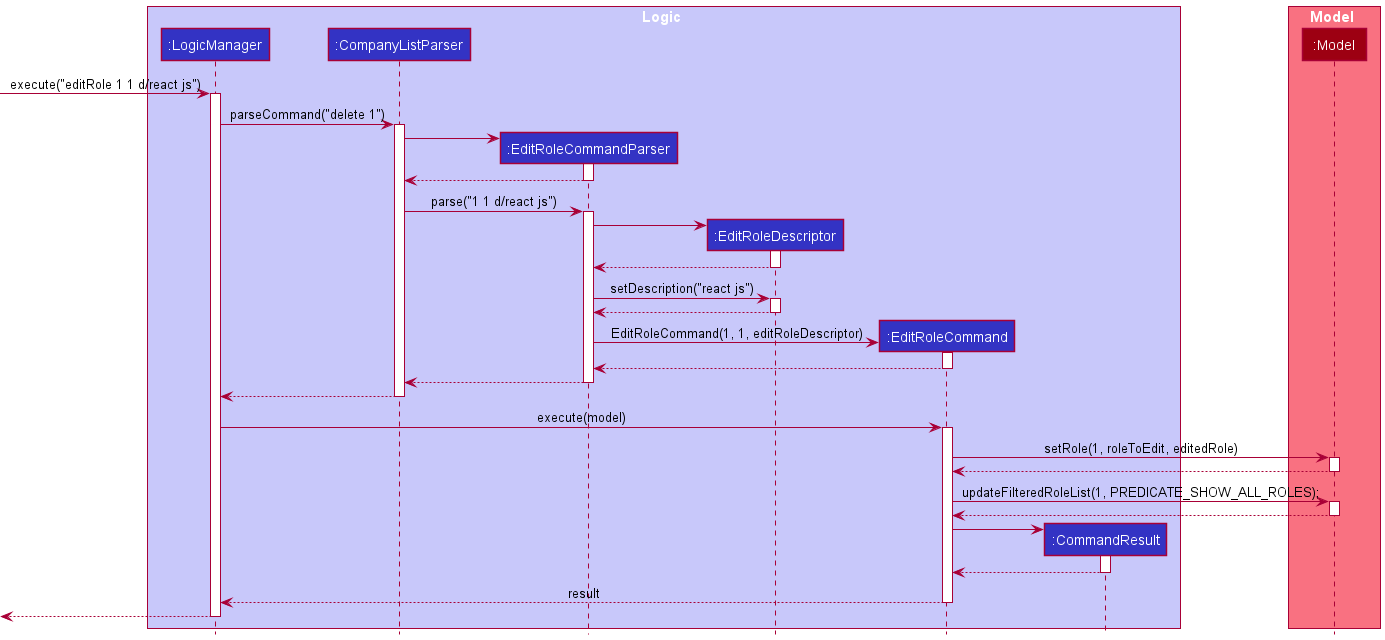 Logic
Model
:LogicManager
:CompanyListParser
:Model
execute("editRole 1 1 d/react js")
parseCommand("delete 1")
:EditRoleCommandParser
parse("1 1 d/react js")
:EditRoleDescriptor
setDescription("react js")
EditRoleCommand(1, 1, editRoleDescriptor)
:EditRoleCommand
execute(model)
setRole(1, roleToEdit, editedRole)
updateFilteredRoleList(1, PREDICATE_SHOW_ALL_ROLES);
:CommandResult
result